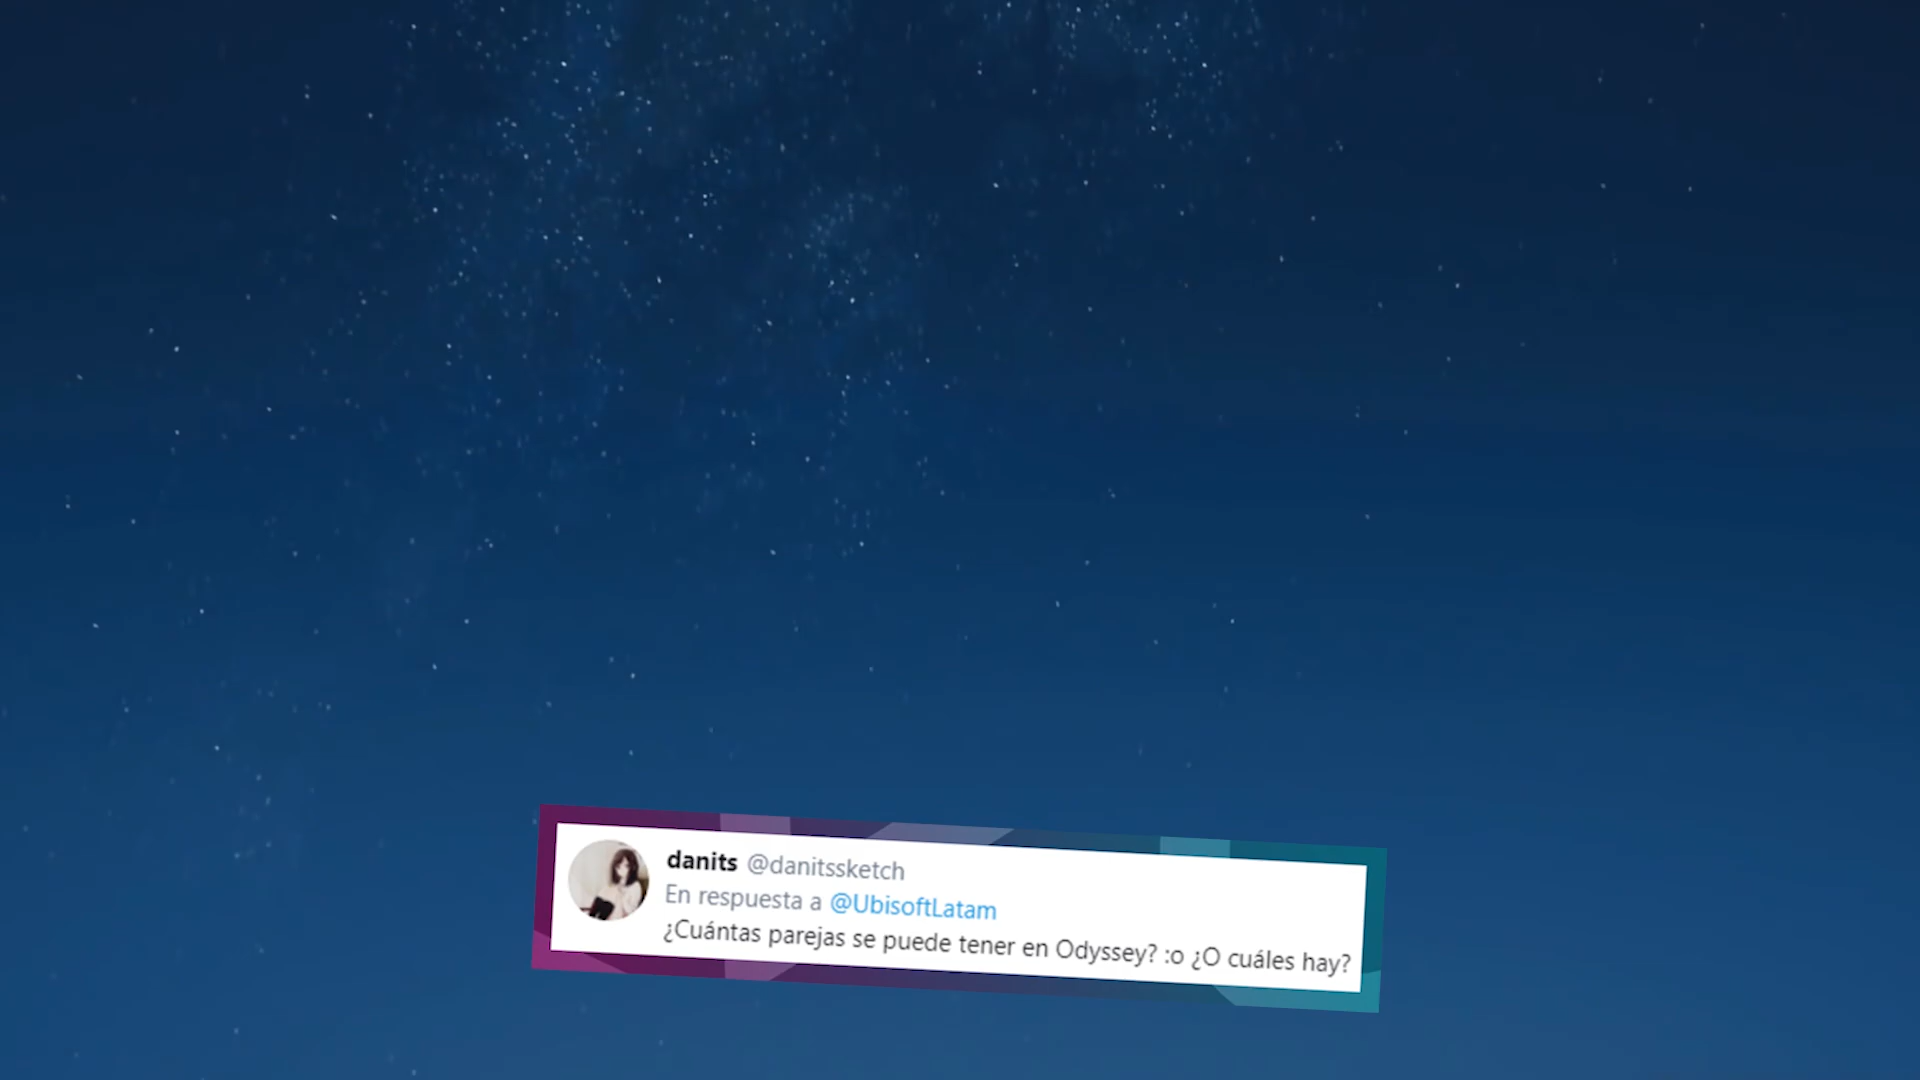 danits @danitssketch
En respuesta a @UbisoftLatam
¿Cuántas parejas se puede tener en Odyssey? :o ¿O cuáles hay?